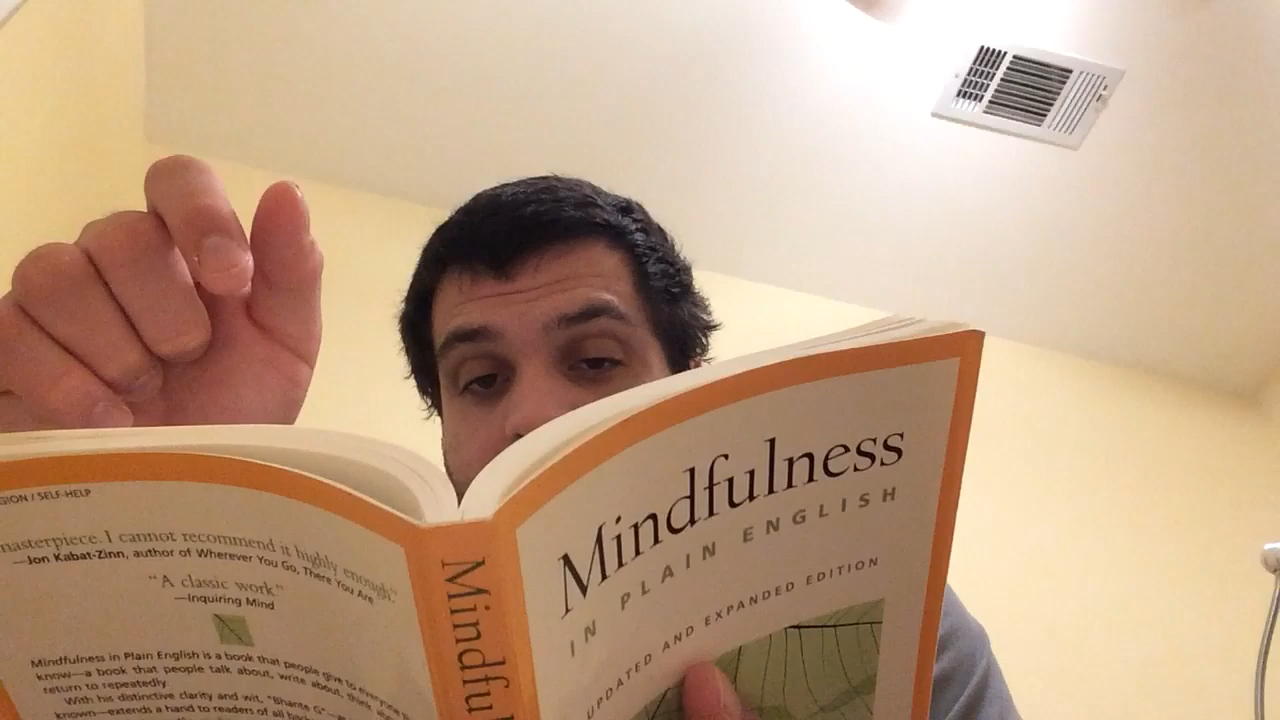 GION / SELF-HELP
masterpiece. I cannot recommend it highly enough."
—Jon Kabat-Zinn, author of Wherever You Go, There You Are
"A classic work"
—Inquiring Mind
Mindfulness in Plain English is a book that people give to everyone
know—a book that people talk about, write about, think about
return to repeatedly.
With his distinctive clarity and wit, "Bhante G"
known—extends a hand to readers of all
Mindful
Mindfulness
IN PLAIN ENGLISH
UPDATED AND EXPANDED EDITION